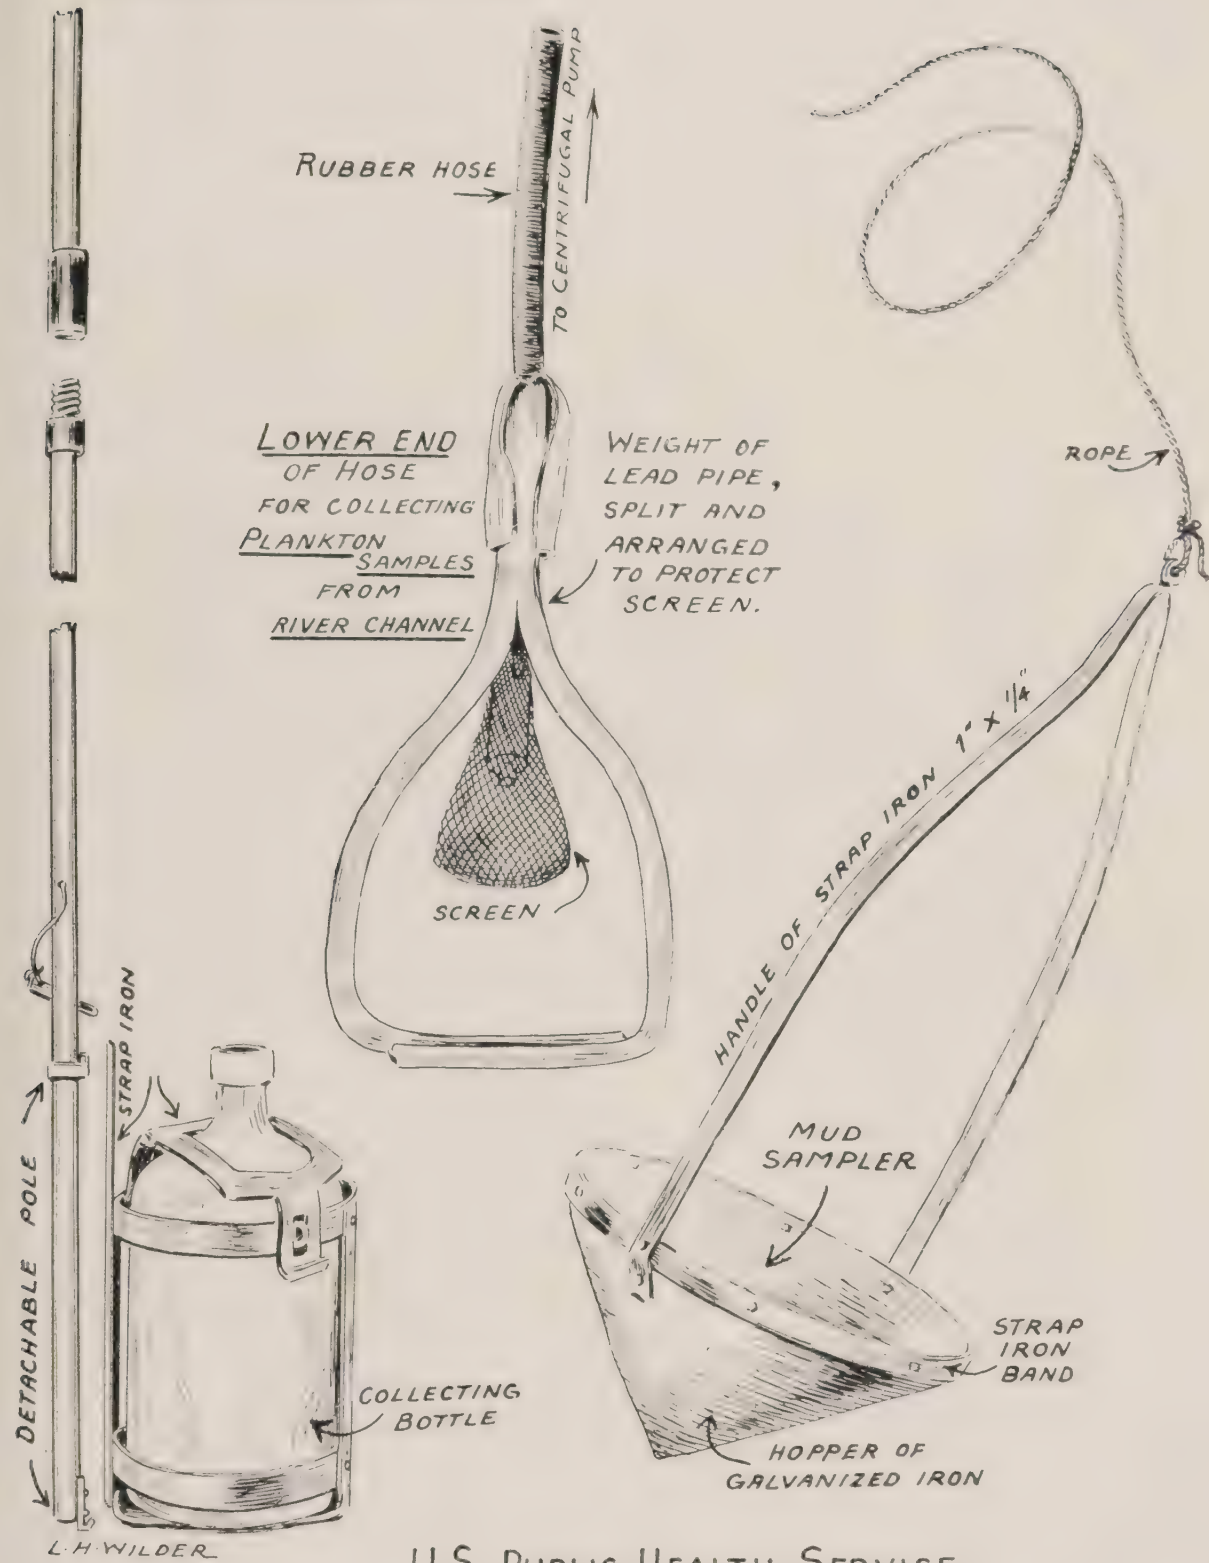 RUBBER HOSE
TO CENTRIFUGAL PUMP
LOWER END
OF HOSE
FOR COLLECTING
PLANKTON
SAMPLES
FROM
RIVER CHANNEL
WEIGHT OF
LEAD PIPE,
SPLIT AND
ARRANGED
TO PROTECT
SCREEN.
ROPE
SCREEN
HANDLE OF STRAP IRON 1" X 1/4"
STRAP IRON
DETACHABLE POLE
COLLECTING
BOTTLE
MUD
SAMPLER
STRAP
IRON
BAND
HOPPER OF
GALVANIZED IRON
L.H.WILDER
U.S. PUBLIC HEALTH SERVICE